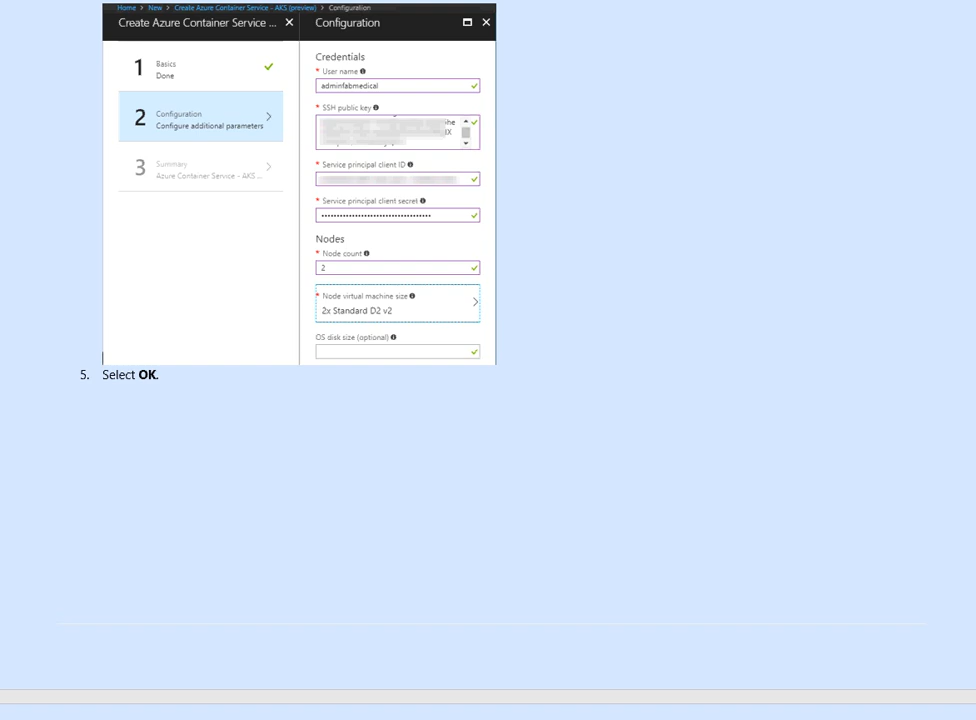 Home > New > Create Azure Container Service - AKS (preview) > Configuration
Create Azure Container Service ...
Configuration
1
Basics
Done
2
Configuration
Configure additional parameters
3
Summary
Azure Container Service - AKS ...
Credentials
* User name
adminfabmedical
* SSH public key
* Service principal client ID
* Service principal client secret
••••••••••••••••••••••••••••••••••••
Nodes
* Node count
2
* Node virtual machine size
2x Standard D2 v2
OS disk size (optional)
5. Select OK.